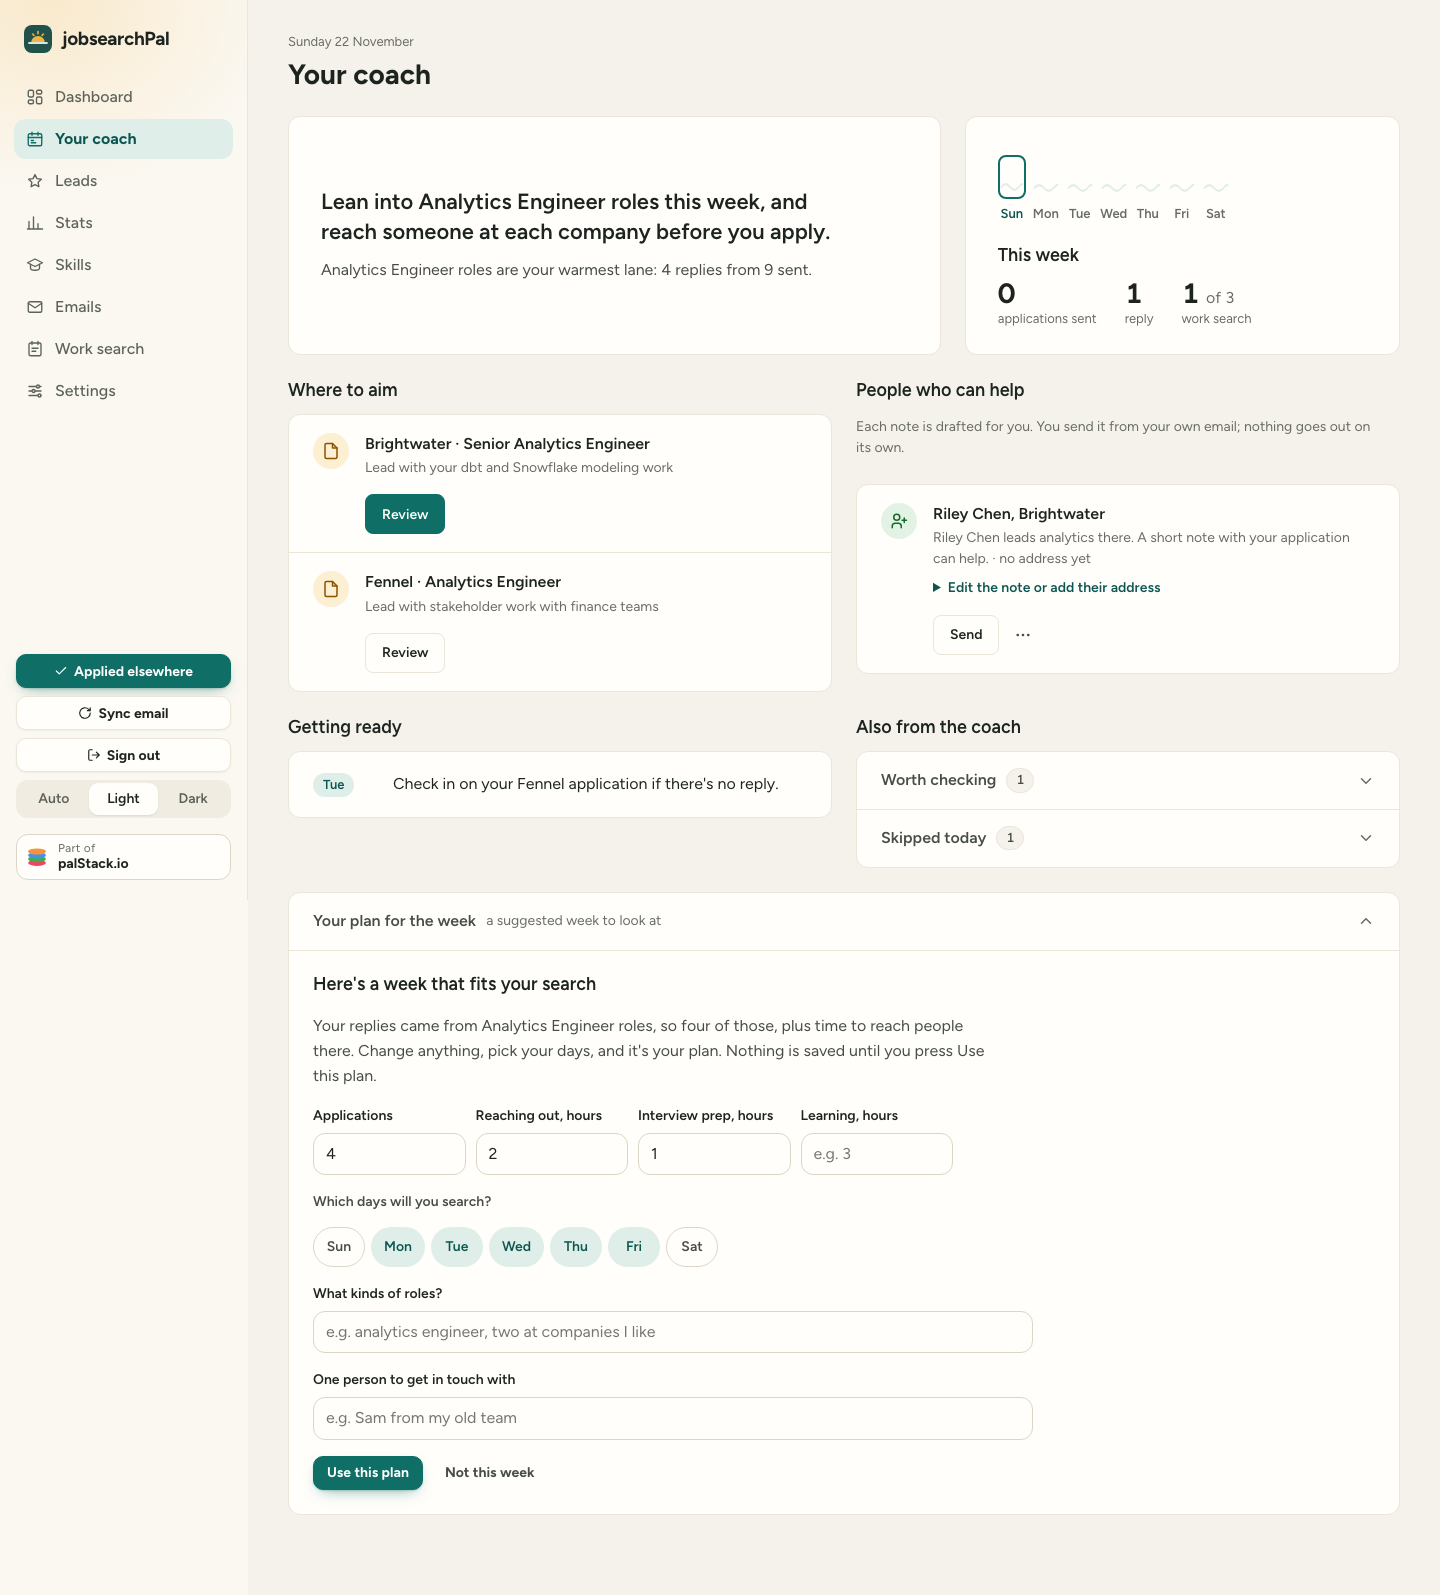 jobsearchPal
Dashboard
Your coach
Leads
Stats
Skills
Emails
Work search
Settings
Applied elsewhere
Sync email
Sign out
Auto Light Dark
Part of
palStack.io
Sunday 22 November
Your coach
Lean into Analytics Engineer roles this week, and
reach someone at each company before you apply.
Analytics Engineer roles are your warmest lane: 4 replies from 9 sent.
Sun Mon Tue Wed Thu Fri Sat
This week
0 1 1 of 3
applications sent reply work search
Where to aim
Brightwater · Senior Analytics Engineer
Lead with your dbt and Snowflake modeling work
Review
Fennel · Analytics Engineer
Lead with stakeholder work with finance teams
Review
People who can help
Each note is drafted for you. You send it from your own email; nothing goes out on
its own.
Riley Chen, Brightwater
Riley Chen leads analytics there. A short note with your application
can help. · no address yet
Edit the note or add their address
Send ···
Getting ready
Tue Check in on your Fennel application if there's no reply.
Also from the coach
Worth checking 1
Skipped today 1
Your plan for the week a suggested week to look at
Here's a week that fits your search
Your replies came from Analytics Engineer roles, so four of those, plus time to reach people
there. Change anything, pick your days, and it's your plan. Nothing is saved until you press Use
this plan.
Applications Reaching out, hours Interview prep, hours Learning, hours
4 2 1 e.g. 3
Which days will you search?
Sun Mon Tue Wed Thu Fri Sat
What kinds of roles?
e.g. analytics engineer, two at companies I like
One person to get in touch with
e.g. Sam from my old team
Use this plan Not this week